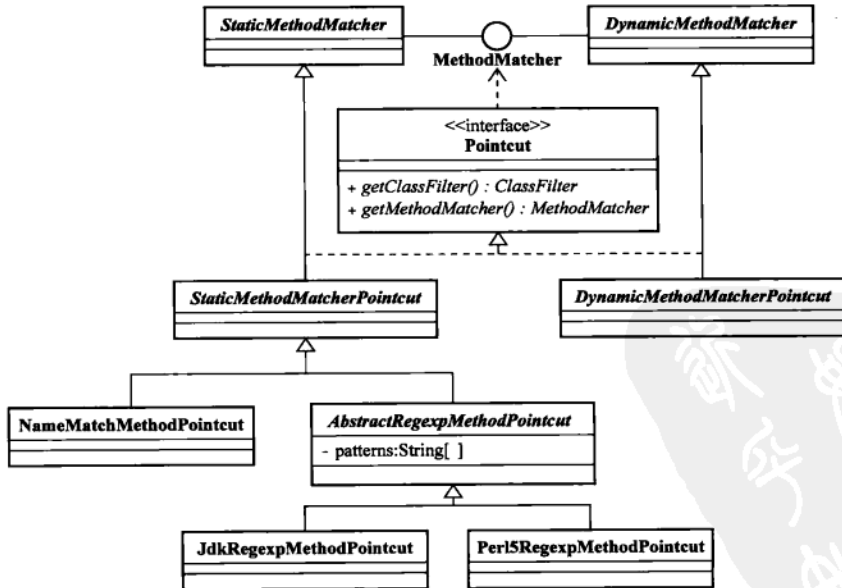 StaticMethodMatcher
DynamicMethodMatcher
MethodMatcher
<<interface>>
Pointcut
+ getClassFilter() : ClassFilter
+ getMethodMatcher() : MethodMatcher
StaticMethodMatcherPointcut
DynamicMethodMatcherPointcut
NameMatchMethodPointcut
AbstractRegexpMethodPointcut
- patterns:String[ ]
JdkRegexpMethodPointcut
Perl5RegexpMethodPointcut